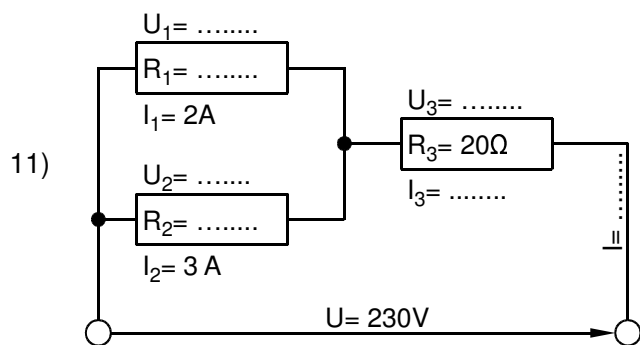 U₁= ........
R₁= ........
I₁= 2A
11)
U₂= ........
R₂= ........
I₂= 3 A
U₃= ........
R₃= 20Ω
I₃= ........
I= ........
U= 230V